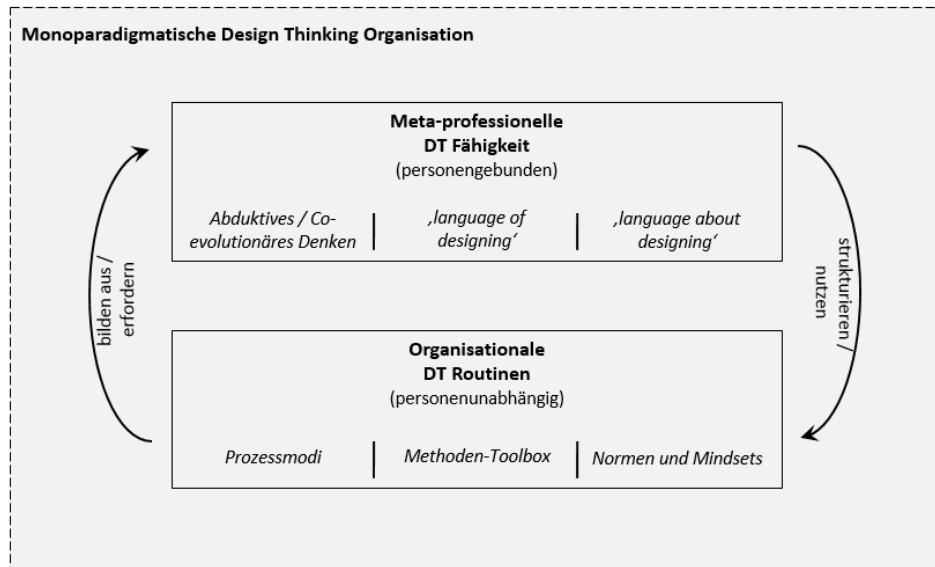 Monoparadigmatische Design Thinking Organisation
Meta-professionelle
DT Fähigkeit
(personengebunden)
Abduktives / Co-
evolutionäres Denken
‚language of
designing‘
‚language about
designing‘
bilden aus /
erfordern
strukturieren /
nutzen
Organisationale
DT Routinen
(personenunabhängig)
Prozessmodi
Methoden-Toolbox
Normen und Mindsets